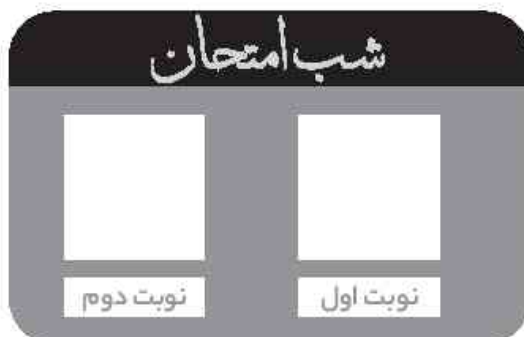 شب امتحان
نوبت اول
نوبت دوم